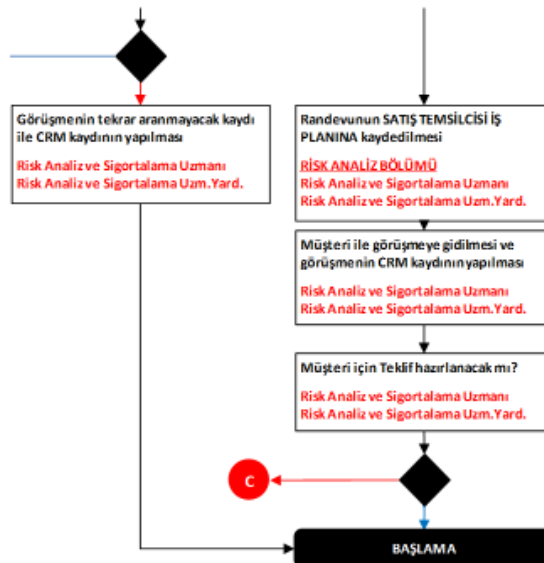 Görüşmenin tekrar aranmayacak kaydı
ile CRM kaydının yapılması
Risk Analiz ve Sigortalama Uzmanı
Risk Analiz ve Sigortalama Uzm.Yard.
Randevunun SATIŞ TEMSİLCİSİ İŞ
PLANINA kaydedilmesi
RİSK ANALİZ BÖLÜMÜ
Risk Analiz ve Sigortalama Uzmanı
Risk Analiz ve Sigortalama Uzm.Yard.
Müşteri ile görüşmeye gidilmesi ve
görüşmenin CRM kaydının yapılması
Risk Analiz ve Sigortalama Uzmanı
Risk Analiz ve Sigortalama Uzm.Yard.
Müşteri için Teklif hazırlanacak mı?
Risk Analiz ve Sigortalama Uzmanı
Risk Analiz ve Sigortalama Uzm.Yard.
C
BAŞLAMA